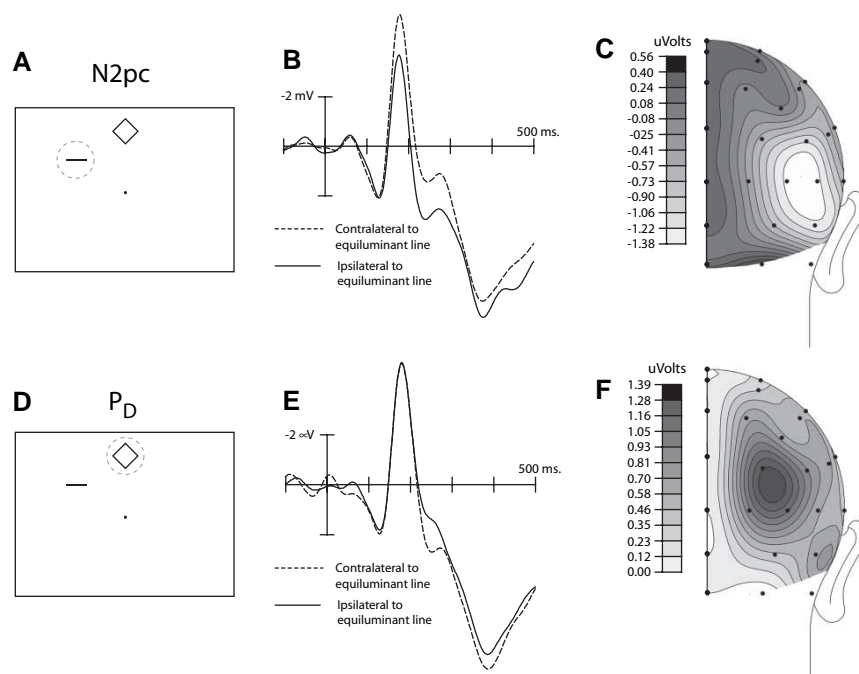 A
N2pc
B
-2 mV
500 ms.
Contralateral to
equiluminant line
Ipsilateral to
equiluminant line
C
uVolts
0.56
0.40
0.24
0.08
-0.08
-0.25
-0.41
-0.57
-0.73
-0.90
-1.06
-1.22
-1.38
D
PD
E
-2 ∝V
500 ms.
Contralateral to
equiluminant line
Ipsilateral to
equiluminant line
F
uVolts
1.39
1.28
1.16
1.05
0.93
0.81
0.70
0.58
0.46
0.35
0.23
0.12
0.00